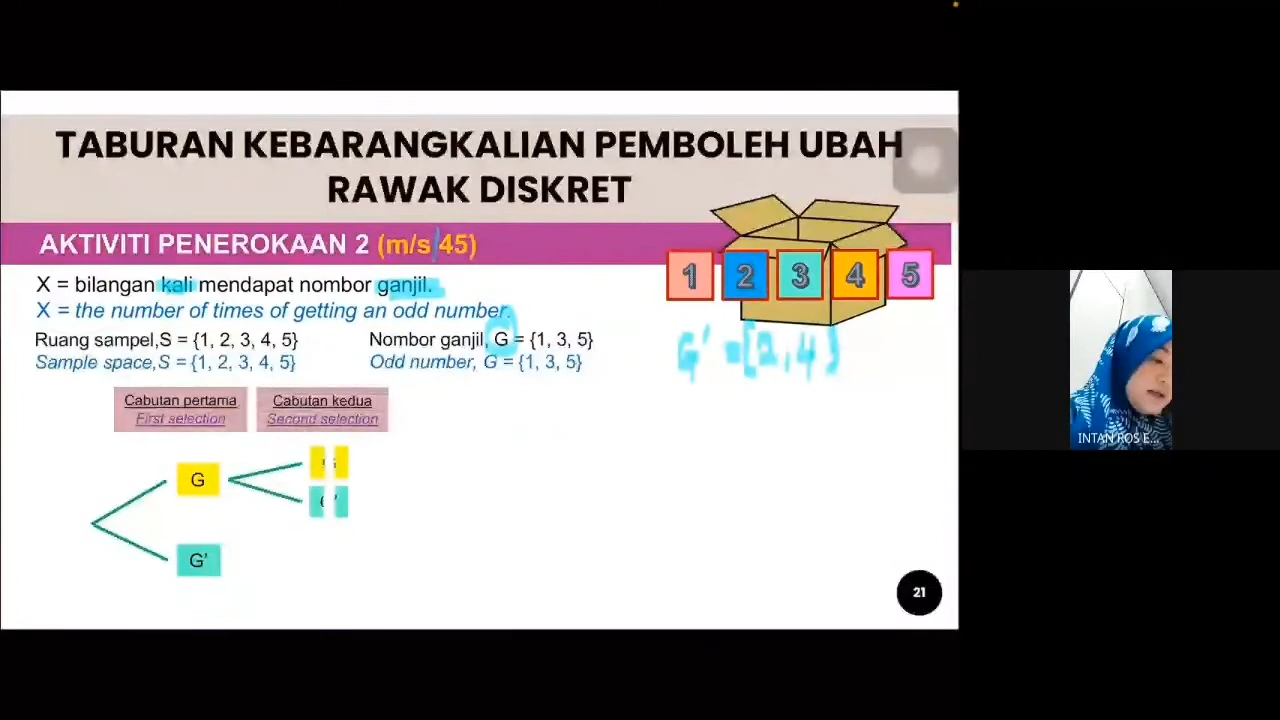 TABURAN KEBARANGKALIAN PEMBOLEH UBAH
RAWAK DISKRET
AKTIVITI PENEROKAAN 2 (m/s 45)
X = bilangan kali mendapat nombor ganjil.
X = the number of times of getting an odd number.
1 2 3 4 5
Ruang sampel,S = {1, 2, 3, 4, 5}
Nombor ganjil, G = {1, 3, 5}
Sample space,S = {1, 2, 3, 4, 5}
Odd number, G = {1, 3, 5}
G' = {2, 4}
Cabutan pertama
First selection
Cabutan kedua
Second selection
G
G'
21
INTAN ROS E...